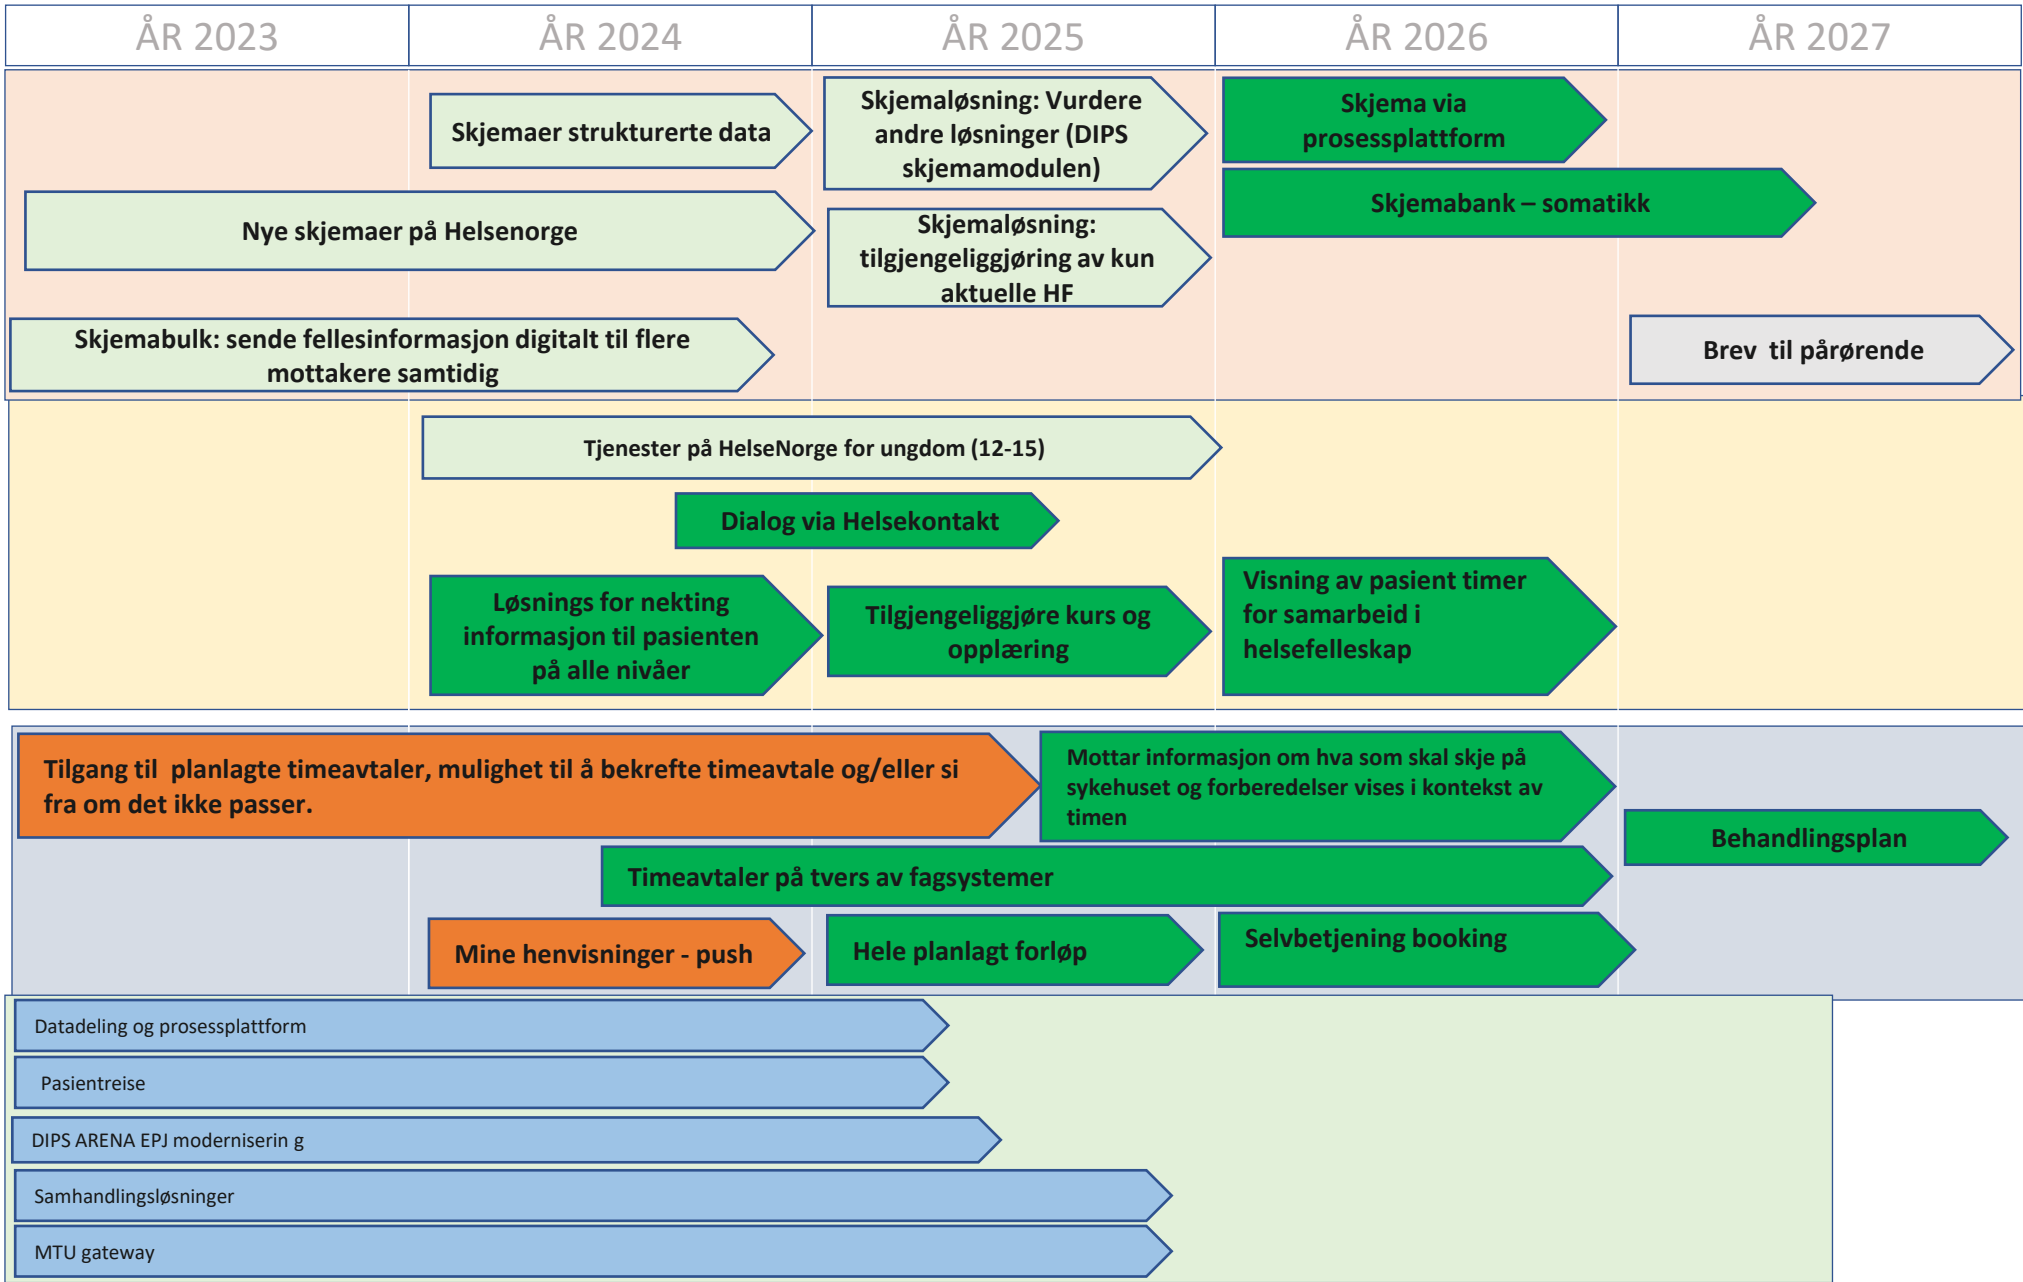 ÅR 2023
ÅR 2024
ÅR 2025
ÅR 2026
ÅR 2027
Skjemaer strukturerte data
Skjemaløsning: Vurdere
andre løsninger (DIPS
skjemamodulen)
Skjema via
prosessplattform
Skjemabank – somatikk
Nye skjemaer på Helsenorge
Skjemaløsning:
tilgjengeliggjøring av kun
aktuelle HF
Skjemabulk: sende fellesinformasjon digitalt til flere
mottakere samtidig
Brev  til pårørende
Tjenester på HelseNorge for ungdom (12-15)
Dialog via Helsekontakt
Løsnings for nekting
informasjon til pasienten
på alle nivåer
Tilgjengeliggjøre kurs og
opplæring
Visning av pasient timer
for samarbeid i
helsefelleskap
Tilgang til  planlagte timeavtaler, mulighet til å bekrefte timeavtale og/eller si
fra om det ikke passer.
Mottar informasjon om hva som skal skje på
sykehuset og forberedelser vises i kontekst av
timen
Behandlingsplan
Timeavtaler på tvers av fagsystemer
Mine henvisninger - push
Hele planlagt forløp
Selvbetjening booking
Datadeling og prosessplattform
Pasientreise
DIPS ARENA EPJ moderniserin g
Samhandlingsløsninger
MTU gateway